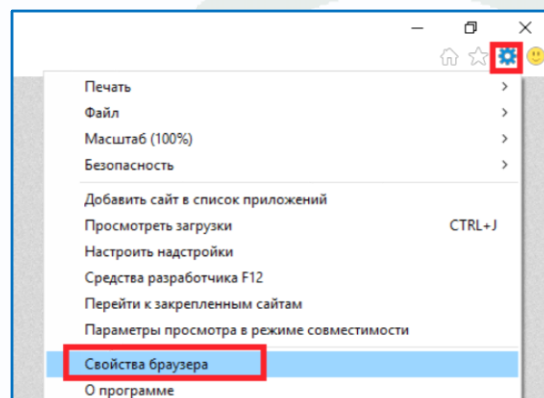 Печать
Файл
Масштаб (100%)
Безопасность
Добавить сайт в список приложений
Просмотреть загрузки CTRL+J
Настроить надстройки
Средства разработчика F12
Перейти к закрепленным сайтам
Параметры просмотра в режиме совместимости
Свойства браузера
О программе